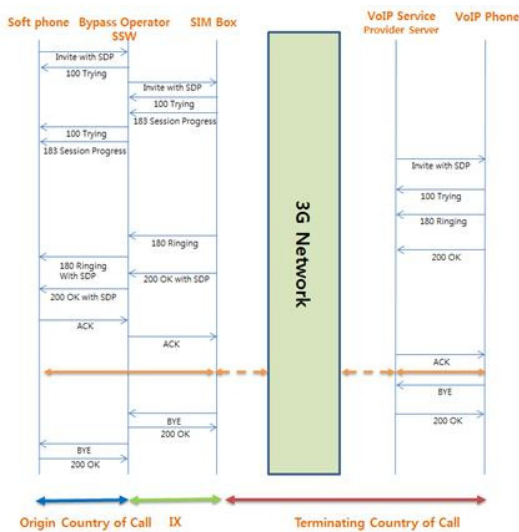 Soft phone
Bypass Operator
SSW
SIM Box
VoIP Service
Provider Server
VoIP Phone
Invite with SDP
100 Trying
Invite with SDP
100 Trying
183 Session Progress
100 Trying
183 Session Progress
Invite with SDP
100 Trying
180 Ringing
3G Network
180 Ringing
200 OK
180 Ringing
With SDP
200 OK with SDP
200 OK with SDP
ACK
ACK
ACK
BYE
BYE
200 OK
200 OK
BYE
200 OK
Origin Country of Call
IX
Terminating Country of Call